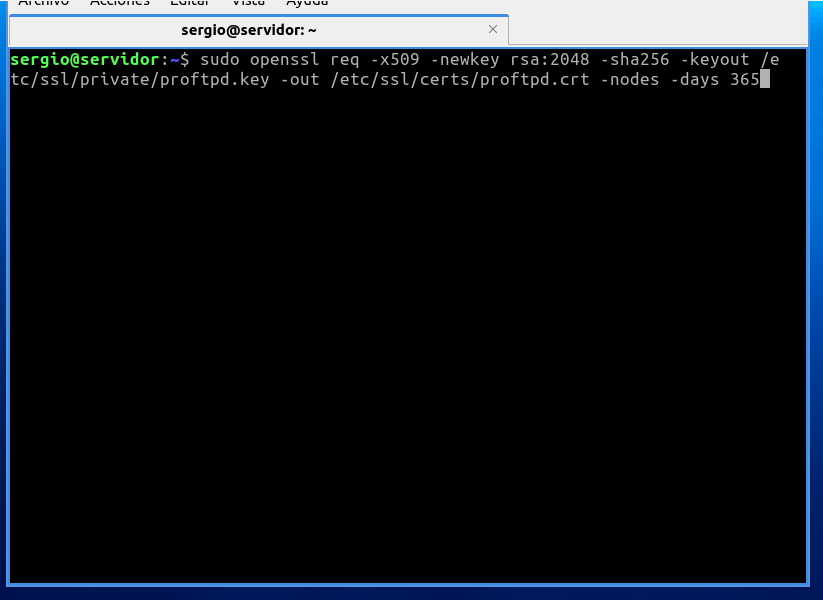 Archivo Acciones Editar Vista Ayuda
sergio@servidor: ~ ×
sergio@servidor:~$ sudo openssl req -x509 -newkey rsa:2048 -sha256 -keyout /e
tc/ssl/private/proftpd.key -out /etc/ssl/certs/proftpd.crt -nodes -days 365